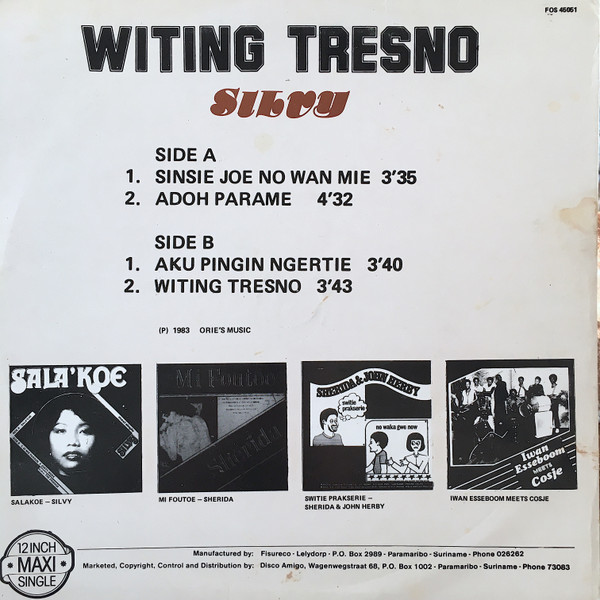 FOS 45051
WITING TRESNO
Silvy
SIDE A
1. SINSIE JOE NO WAN MIE 3'35
2. ADOH PARAME 4'32
SIDE B
1. AKU PINGIN NGERTIE 3'40
2. WITING TRESNO 3'43
(P) 1983 ORIE'S MUSIC
SALA'KOE
SILVY
Mi Foutoe
Sherida
SHERIDA & JOHN HERBY
switie
prakserie
no waka gwe now
Iwan
Esseboom
MEETS
Cosje
SALAKOE – SILVY
MI FOUTOE – SHERIDA
SWITIE PRAKSERIE –
SHERIDA & JOHN HERBY
IWAN ESSEBOOM MEETS COSJE
12 INCH
MAXI
SINGLE
Manufactured by: Fisureco · Lelydorp · P.O. Box 2989 · Paramaribo · Suriname · Phone 026262
Marketed, Copyright, Control and Distribution by: Disco Amigo, Wagenwegstraat 68, P.O. Box 1002 · Paramaribo · Suriname · Phone 73083